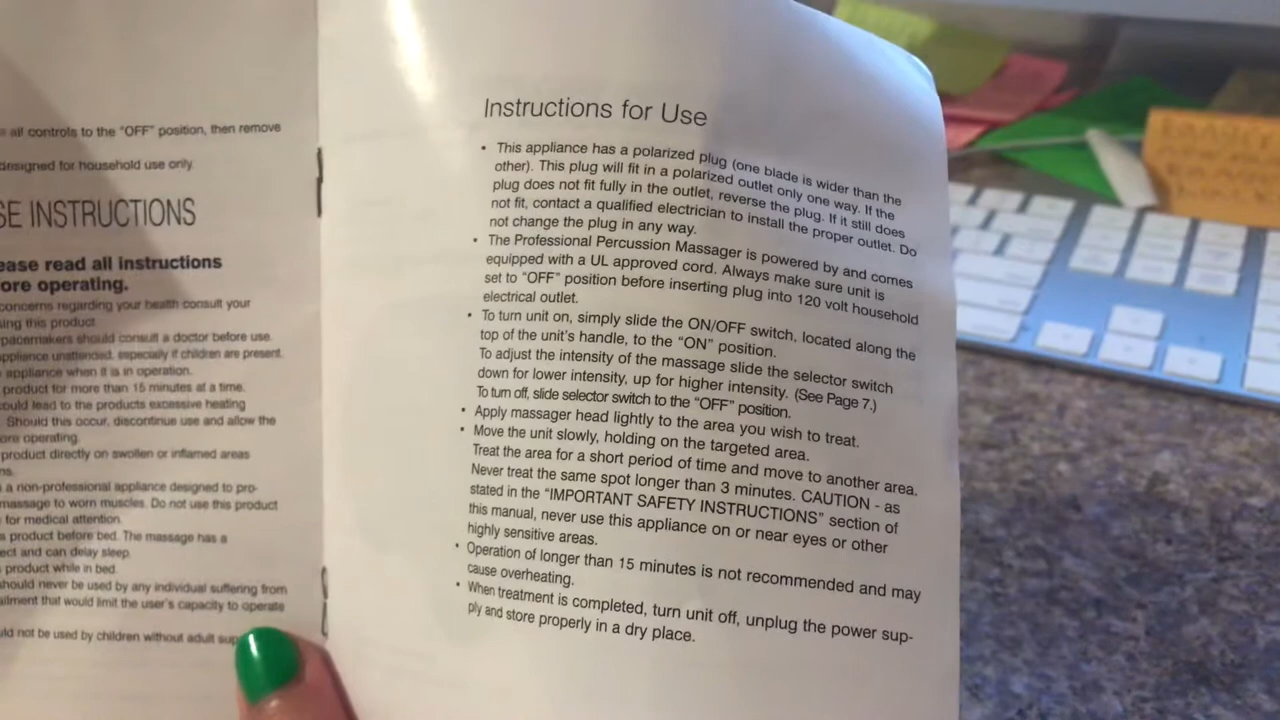 all controls to the "OFF" position, then remove
designed for household use only
SE INSTRUCTIONS
ease read all instructions
ore operating.
concerns regarding your health consult your
ing this product
pacemakers should consult a doctor before use.
appliance unattended, especially if children are present.
appliance when it is in operation.
product for more than 15 minutes at a time.
ould lead to the products excessive heating
Should this occur, discontinue use and allow the
ore operating.
product directly on swollen or inflamed areas
ns.
a non-professional appliance designed to pro-
massage to worn muscles. Do not use this product
for medical attention.
product before bed. The massage has a
ect and can delay sleep.
product while in bed
should never be used by any individual suffering from
ailment that would limit the user's capacity to operate
uld not be used by children without adult sup
Instructions for Use
• This appliance has a polarized plug (one blade is wider than the
other). This plug will fit in a polarized outlet only one way. If the
plug does not fit fully in the outlet, reverse the plug. If it still does
not fit, contact a qualified electrician to install the proper outlet. Do
not change the plug in any way.
• The Professional Percussion Massager is powered by and comes
equipped with a UL approved cord. Always make sure unit is
set to "OFF" position before inserting plug into 120 volt household
electrical outlet.
• To turn unit on, simply slide the ON/OFF switch, located along the
top of the unit's handle, to the "ON" position.
To adjust the intensity of the massage slide the selector switch
down for lower intensity, up for higher intensity. (See Page 7.)
To turn off, slide selector switch to the "OFF" position.
• Apply massager head lightly to the area you wish to treat.
• Move the unit slowly, holding on the targeted area.
Treat the area for a short period of time and move to another area.
Never treat the same spot longer than 3 minutes. CAUTION - as
stated in the "IMPORTANT SAFETY INSTRUCTIONS" section of
this manual, never use this appliance on or near eyes or other
highly sensitive areas.
• Operation of longer than 15 minutes is not recommended and may
cause overheating.
• When treatment is completed, turn unit off, unplug the power sup-
ply and store properly in a dry place.